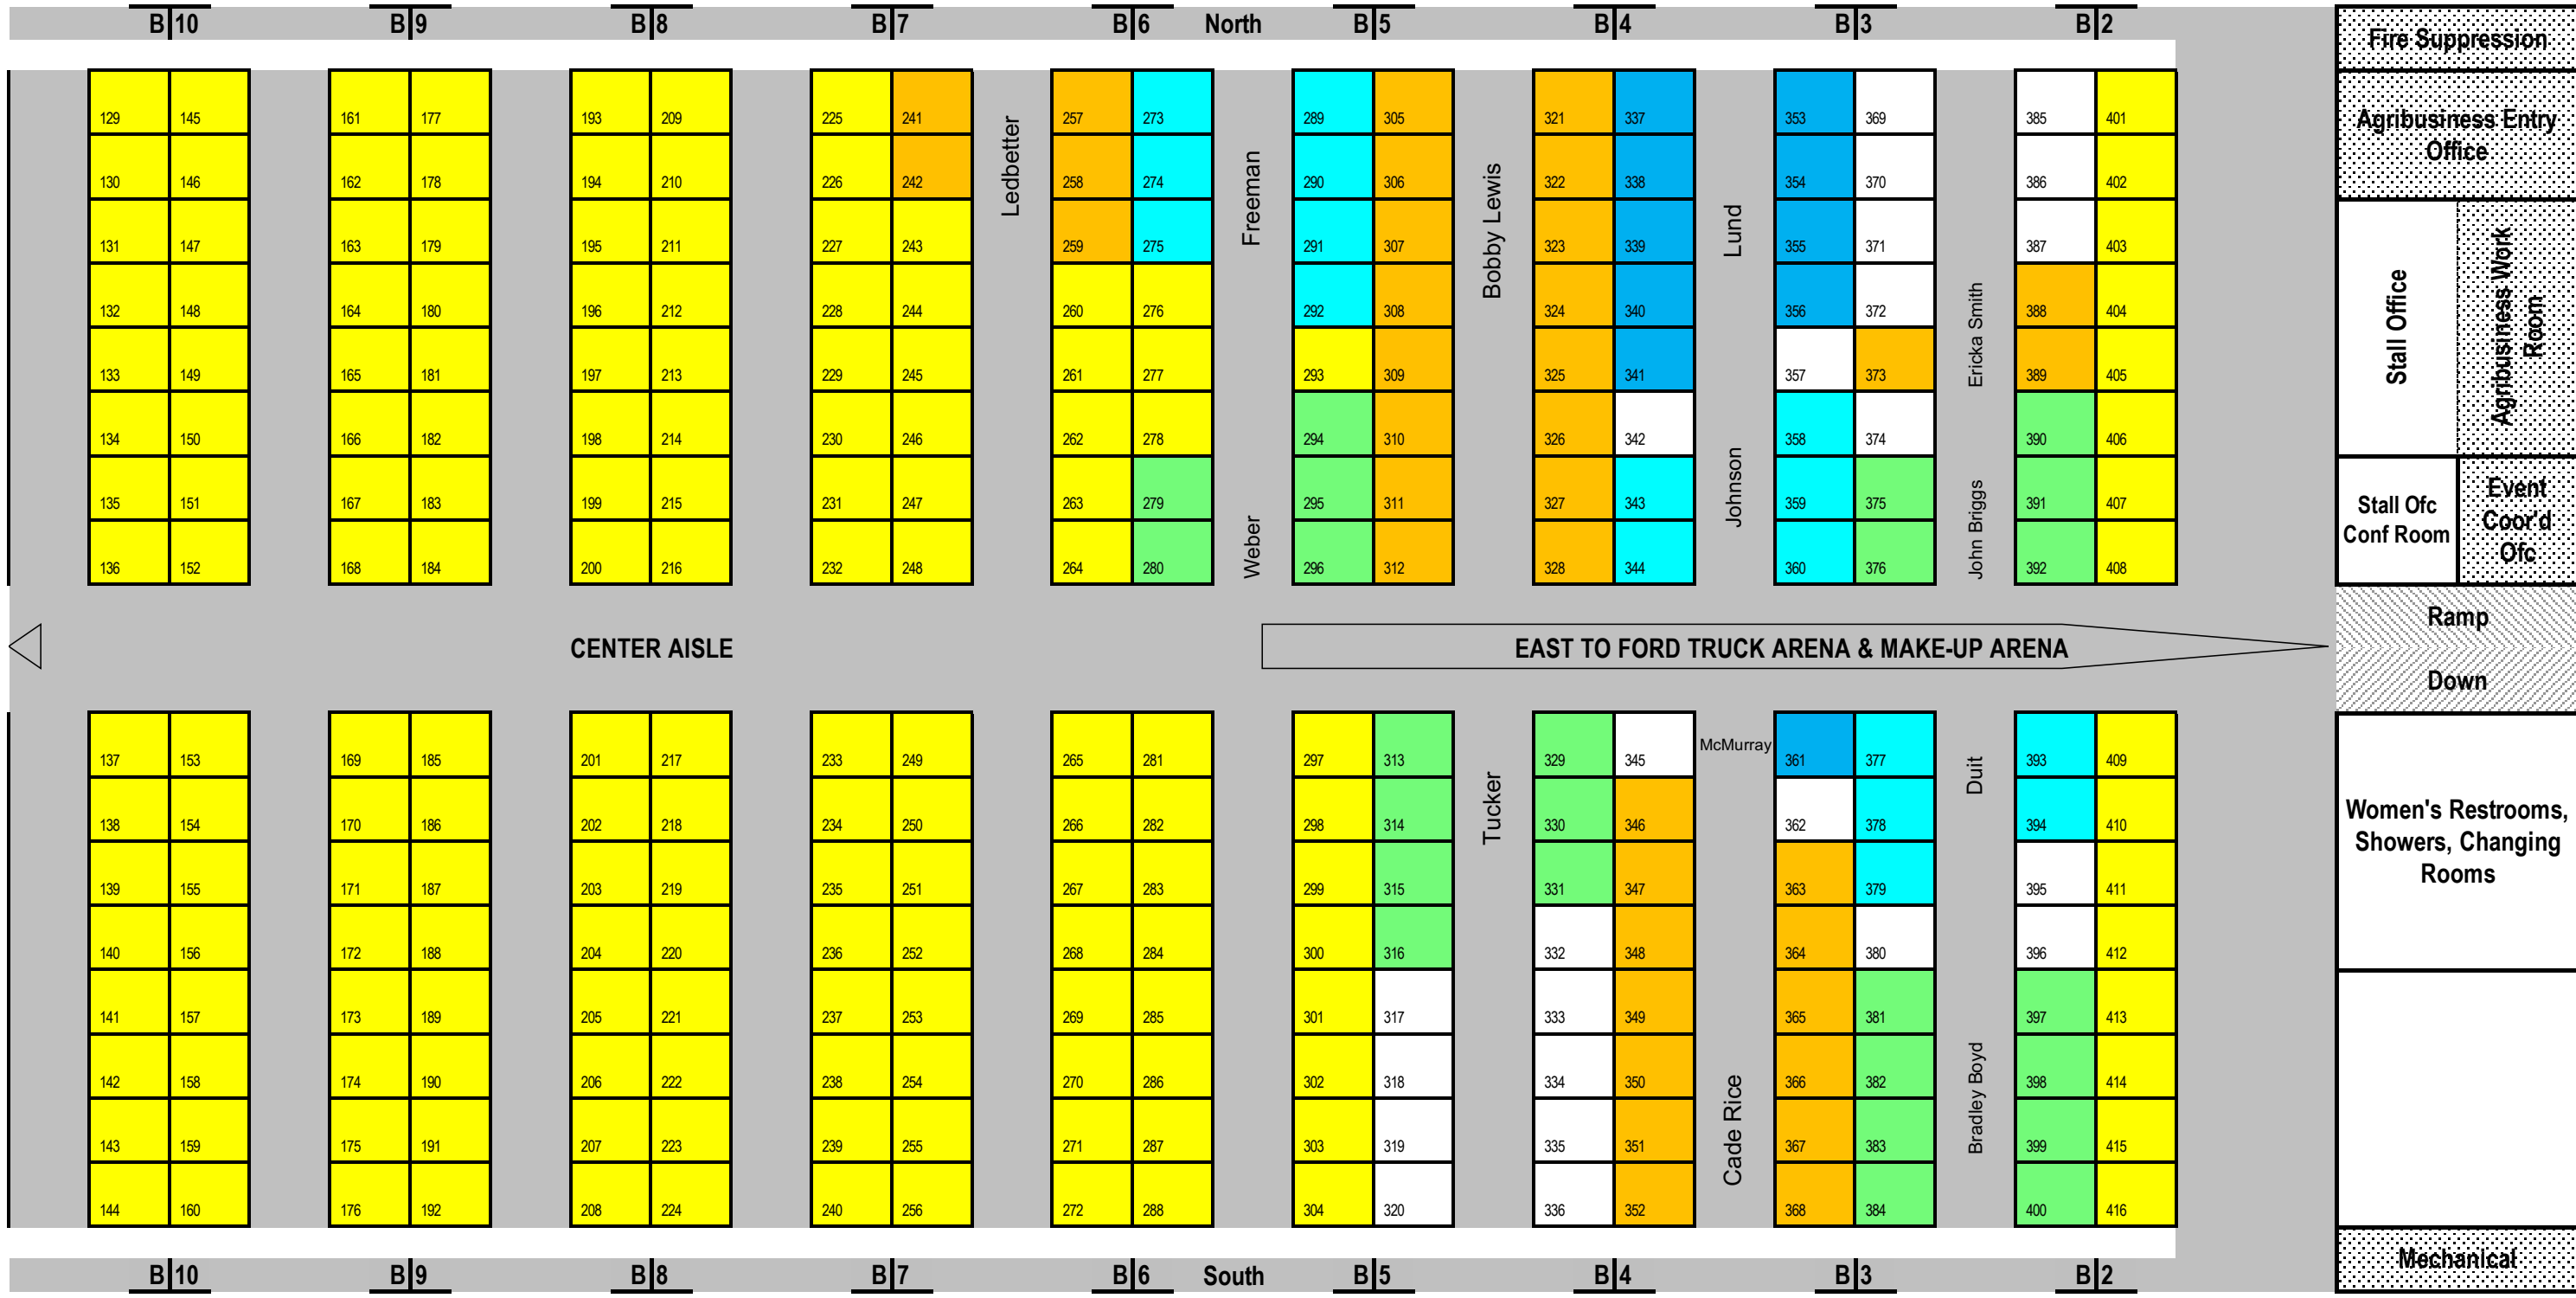 B 10 B 9 B 8 B 7 B 6 North B 5 B 4 B 3 B 2
Fire Suppression
129 145 161 177 193 209 225 241 257 273 289 305 321 337 353 369 385 401
130 146 162 178 194 210 226 242 258 274 290 306 322 338 354 370 386 402
131 147 163 179 195 211 227 243 259 275 291 307 323 339 355 371 387 403
132 148 164 180 196 212 228 244 260 276 292 308 324 340 356 372 388 404
133 149 165 181 197 213 229 245 261 277 293 309 325 341 357 373 389 405
134 150 166 182 198 214 230 246 262 278 294 310 326 342 358 374 390 406
135 151 167 183 199 215 231 247 263 279 295 311 327 343 359 375 391 407
136 152 168 184 200 216 232 248 264 280 296 312 328 344 360 376 392 408
Ledbetter
Freeman
Weber
Bobby Lewis
Lund
Johnson
Ericka Smith
John Briggs
Agribusiness Entry
Office
Stall Office
Agribusiness Work
Room
Stall Ofc
Conf Room
Event
Coor'd
Ofc
CENTER AISLE
EAST TO FORD TRUCK ARENA & MAKE-UP ARENA
Ramp
Down
137 153 169 185 201 217 233 249 265 281 297 313 329 345 361 377 393 409
138 154 170 186 202 218 234 250 266 282 298 314 330 346 362 378 394 410
139 155 171 187 203 219 235 251 267 283 299 315 331 347 363 379 395 411
140 156 172 188 204 220 236 252 268 284 300 316 332 348 364 380 396 412
141 157 173 189 205 221 237 253 269 285 301 317 333 349 365 381 397 413
142 158 174 190 206 222 238 254 270 286 302 318 334 350 366 382 398 414
143 159 175 191 207 223 239 255 271 287 303 319 335 351 367 383 399 415
144 160 176 192 208 224 240 256 272 288 304 320 336 352 368 384 400 416
Tucker
McMurray
Cade Rice
Duit
Bradley Boyd
Women's Restrooms,
Showers, Changing
Rooms
Mechanical
B 10 B 9 B 8 B 7 B 6 South B 5 B 4 B 3 B 2